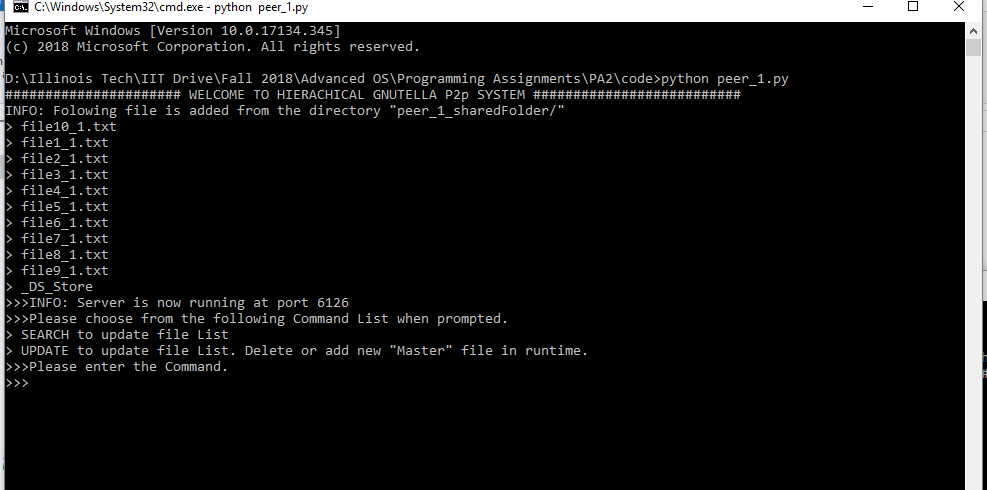 C:\Windows\System32\cmd.exe - python peer_1.py
Microsoft Windows [Version 10.0.17134.345]
(c) 2018 Microsoft Corporation. All rights reserved.
D:\Illinois Tech\IIT Drive\Fall 2018\Advanced OS\Programming Assignments\PA2\code>python peer_1.py
###################### WELCOME TO HIERACHICAL GNUTELLA P2p SYSTEM ##########################
INFO: Folowing file is added from the directory "peer_1_sharedFolder/"
> file10_1.txt
> file1_1.txt
> file2_1.txt
> file3_1.txt
> file4_1.txt
> file5_1.txt
> file6_1.txt
> file7_1.txt
> file8_1.txt
> file9_1.txt
> _DS_Store
>>>INFO: Server is now running at port 6126
>>>Please choose from the following Command List when prompted.
> SEARCH to update file List
> UPDATE to update file List. Delete or add new "Master" file in runtime.
>>>Please enter the Command.
>>>